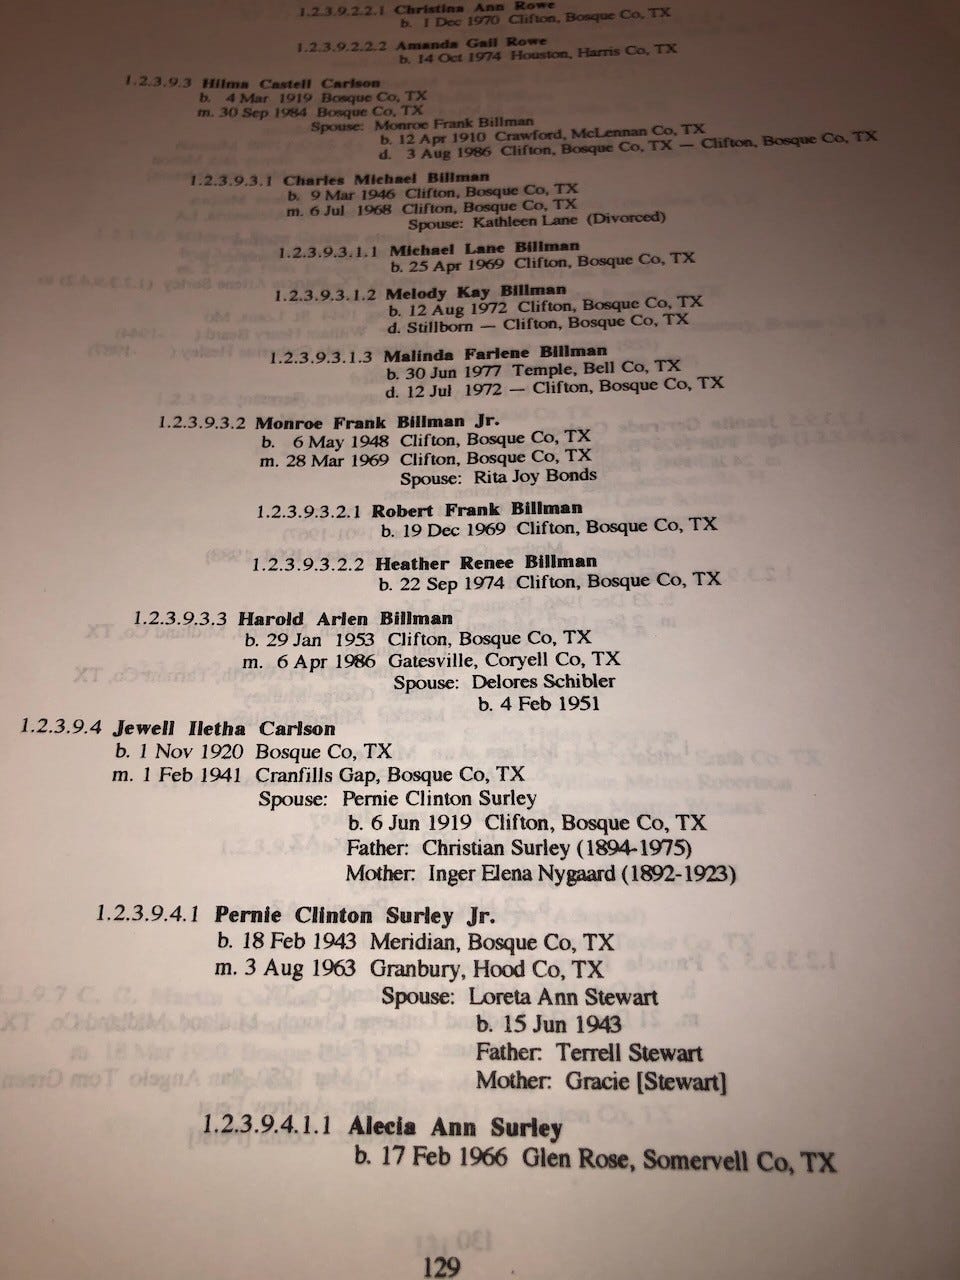 1.2.3.9.2.2.1 Christina Ann Rowe
b. 1 Dec 1970 Clifton, Bosque Co, TX
1.2.3.9.2.2.2 Amanda Gail Rowe
b. 14 Oct 1974 Houston, Harris Co, TX
1.2.3.9.3 Hilma Castell Carlson
b. 4 Mar 1919 Bosque Co, TX
m. 30 Sep 1984 Bosque Co, TX
Spouse: Monroe Frank Billman
b. 12 Apr 1910 Crawford, McLennan Co, TX
d. 3 Aug 1986 Clifton, Bosque Co, TX — Clifton, Bosque Co, TX
1.2.3.9.3.1 Charles Michael Billman
b. 9 Mar 1946 Clifton, Bosque Co, TX
m. 6 Jul 1968 Clifton, Bosque Co, TX
Spouse: Kathleen Lane (Divorced)
1.2.3.9.3.1.1 Michael Lane Billman
b. 25 Apr 1969 Clifton, Bosque Co, TX
1.2.3.9.3.1.2 Melody Kay Billman
b. 12 Aug 1972 Clifton, Bosque Co, TX
d. Stillborn — Clifton, Bosque Co, TX
1.2.3.9.3.1.3 Malinda Farlene Billman
b. 30 Jun 1977 Temple, Bell Co, TX
d. 12 Jul 1972 — Clifton, Bosque Co, TX
1.2.3.9.3.2 Monroe Frank Billman Jr.
b. 6 May 1948 Clifton, Bosque Co, TX
m. 28 Mar 1969 Clifton, Bosque Co, TX
Spouse: Rita Joy Bonds
1.2.3.9.3.2.1 Robert Frank Billman
b. 19 Dec 1969 Clifton, Bosque Co, TX
1.2.3.9.3.2.2 Heather Renee Billman
b. 22 Sep 1974 Clifton, Bosque Co, TX
1.2.3.9.3.3 Harold Arlen Billman
b. 29 Jan 1953 Clifton, Bosque Co, TX
m. 6 Apr 1986 Gatesville, Coryell Co, TX
Spouse: Delores Schibler
b. 4 Feb 1951
1.2.3.9.4 Jewell Iletha Carlson
b. 1 Nov 1920 Bosque Co, TX
m. 1 Feb 1941 Cranfills Gap, Bosque Co, TX
Spouse: Pernie Clinton Surley
b. 6 Jun 1919 Clifton, Bosque Co, TX
Father: Christian Surley (1894-1975)
Mother: Inger Elena Nygaard (1892-1923)
1.2.3.9.4.1 Pernie Clinton Surley Jr.
b. 18 Feb 1943 Meridian, Bosque Co, TX
m. 3 Aug 1963 Granbury, Hood Co, TX
Spouse: Loreta Ann Stewart
b. 15 Jun 1943
Father: Terrell Stewart
Mother: Gracie [Stewart]
1.2.3.9.4.1.1 Alecia Ann Surley
b. 17 Feb 1966 Glen Rose, Somervell Co, TX
129